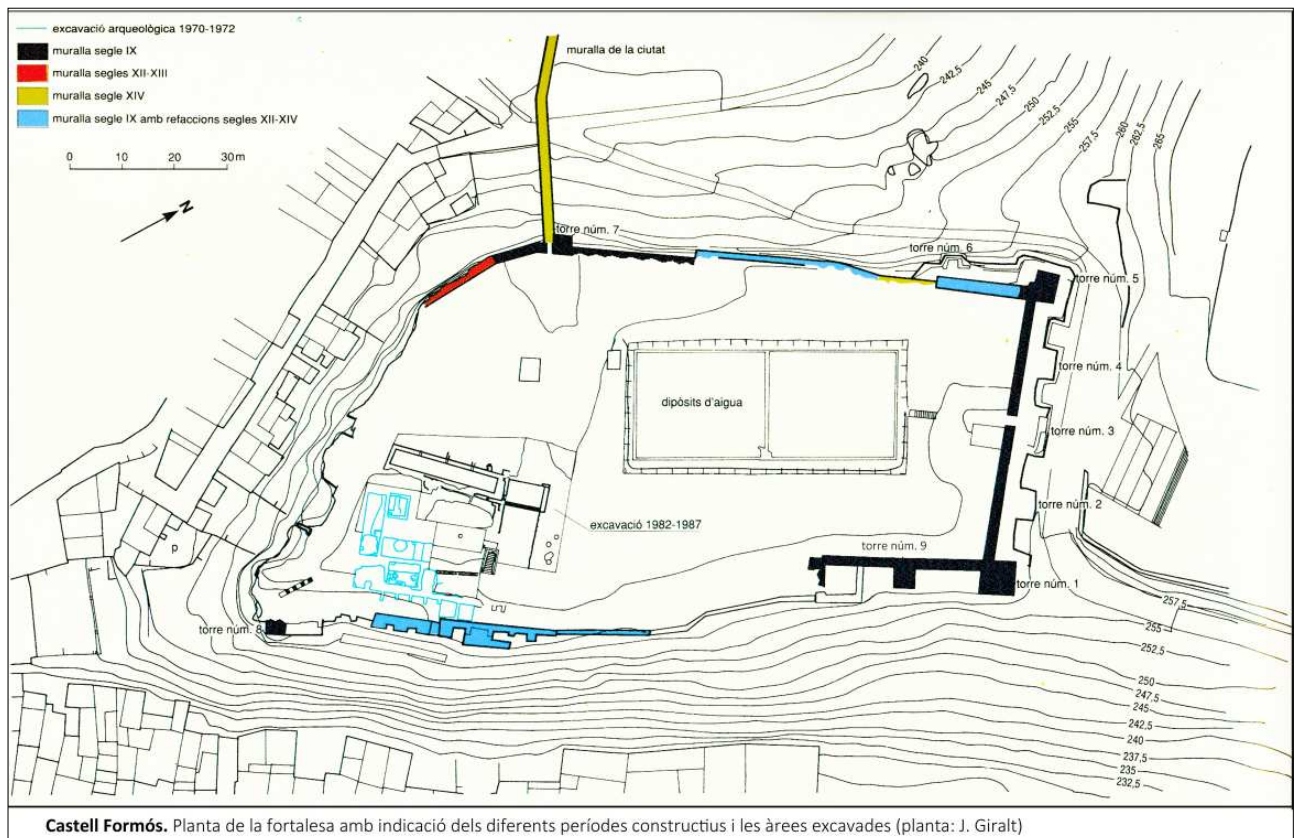 excavació arqueològica 1970-1972
muralla segle IX
muralla segles XII-XIII
muralla segle XIV
muralla segle IX amb refaccions segles XII-XIV
0 10 20 30 m
N
muralla de la ciutat
240
242,5
245
247,5
250
252,5
255
257,5
260
262,5
265
torre núm. 7
torre núm. 6
torre núm. 5
torre núm. 4
dipòsits d'aigua
torre núm. 3
torre núm. 2
excavació 1982-1987
torre núm. 9
torre núm. 1
p
torre núm. 8
257,5
255
252,5
250
247,5
245
242,5
240
237,5
235
232,5
Castell Formós. Planta de la fortalesa amb indicació dels diferents períodes constructius i les àrees excavades (planta: J. Giralt)